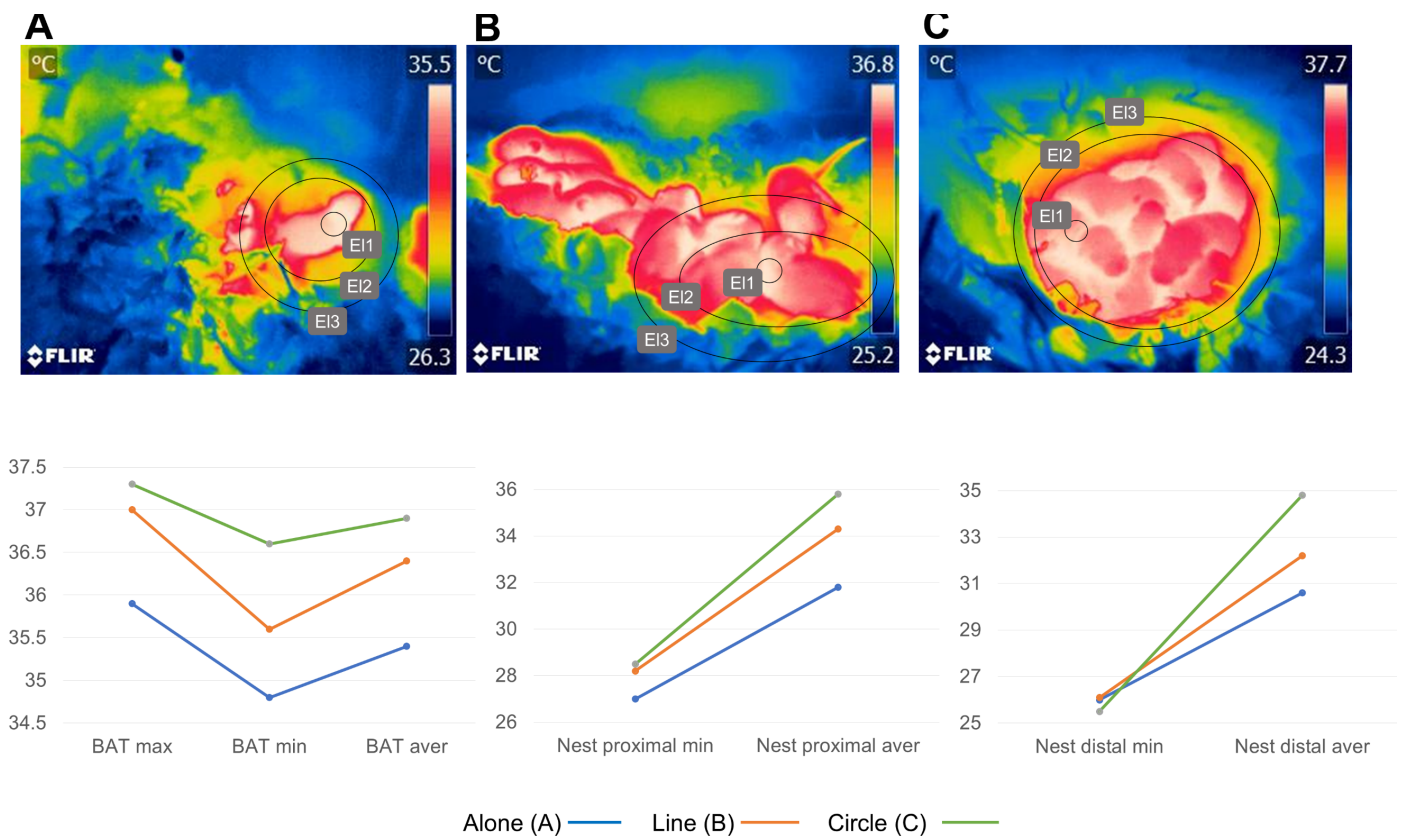 A
B
C
°C
35.5
El1
El2
El3
FLIR
26.3
°C
36.8
El1
El2
El3
FLIR
25.2
°C
37.7
El3
El2
El1
FLIR
24.3
37.5
37
36.5
36
35.5
35
34.5
BAT max BAT min BAT aver
36
34
32
30
28
26
Nest proximal min Nest proximal aver
35
33
31
29
27
25
Nest distal min Nest distal aver
Alone (A) Line (B) Circle (C)